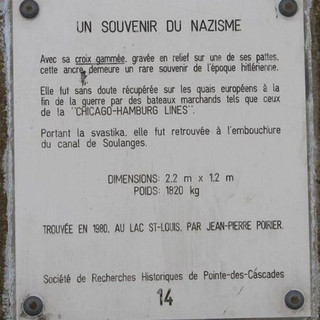 UN SOUVENIR DU NAZISME
Avec sa croix gammée, gravée en relief sur une de ses pattes,
cette ancre demeure un rare souvenir de l'époque hitlérienne.
Elle fut sans doute récupérée sur les quais européens à la
fin de la guerre par des bateaux marchands tels que ceux
de la "CHICAGO-HAMBURG LINES".
Portant la svastika, elle fut retrouvée à l'embouchure
du canal de Soulanges.
DIMENSIONS: 2.2 m x 1.2 m
POIDS: 1820 kg
TROUVÉE EN 1980, AU LAC ST-LOUIS, PAR JEAN-PIERRE POIRIER.
Société de Recherches Historiques de Pointe-des-Cascades
14